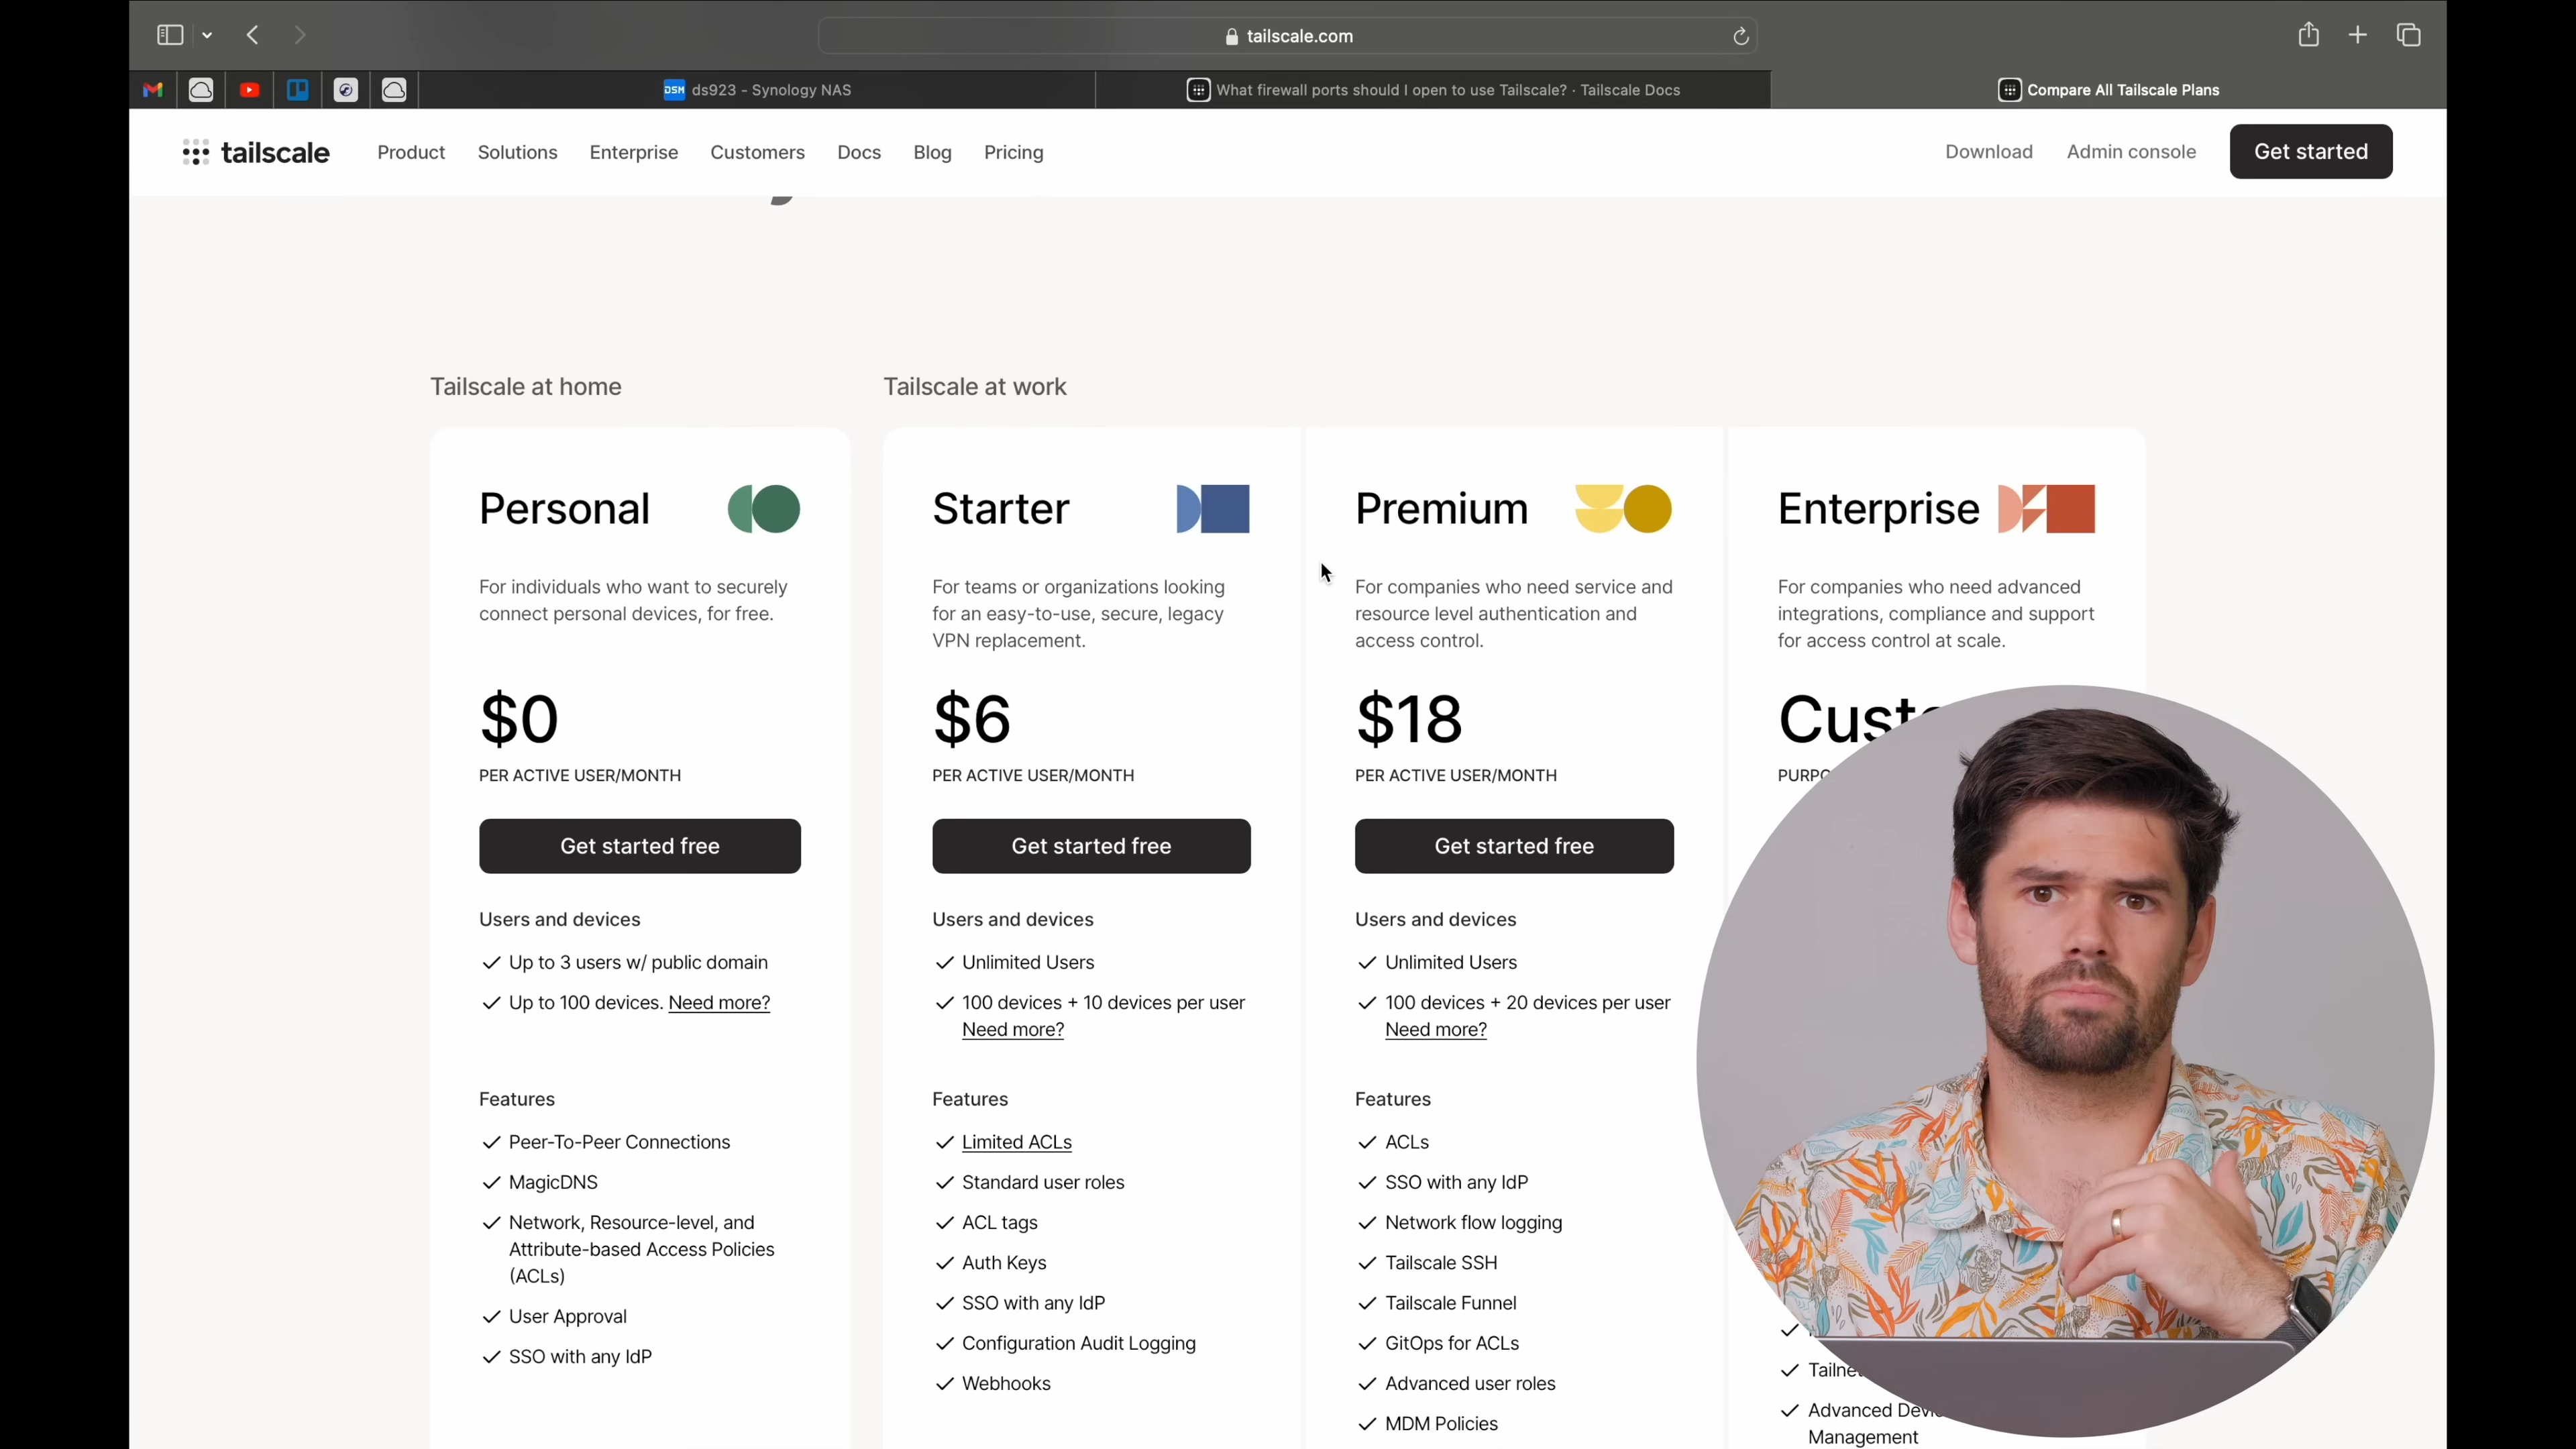 tailscale.com
DSM ds923 - Synology NAS
What firewall ports should I open to use Tailscale? · Tailscale Docs
Compare All Tailscale Plans
tailscale
Product
Solutions
Enterprise
Customers
Docs
Blog
Pricing
Download
Admin console
Get started
Tailscale at home
Tailscale at work
Personal
For individuals who want to securely
connect personal devices, for free.
$0
PER ACTIVE USER/MONTH
Get started free
Users and devices
Up to 3 users w/ public domain
Up to 100 devices. Need more?
Features
Peer-To-Peer Connections
MagicDNS
Network, Resource-level, and
Attribute-based Access Policies
(ACLs)
User Approval
SSO with any IdP
Starter
For teams or organizations looking
for an easy-to-use, secure, legacy
VPN replacement.
$6
PER ACTIVE USER/MONTH
Get started free
Users and devices
Unlimited Users
100 devices + 10 devices per user
Need more?
Features
Limited ACLs
Standard user roles
ACL tags
Auth Keys
SSO with any IdP
Configuration Audit Logging
Webhooks
Premium
For companies who need service and
resource level authentication and
access control.
$18
PER ACTIVE USER/MONTH
Get started free
Users and devices
Unlimited Users
100 devices + 20 devices per user
Need more?
Features
ACLs
SSO with any IdP
Network flow logging
Tailscale SSH
Tailscale Funnel
GitOps for ACLs
Advanced user roles
MDM Policies
Enterprise
For companies who need advanced
integrations, compliance and support
for access control at scale.
Advanced
Management